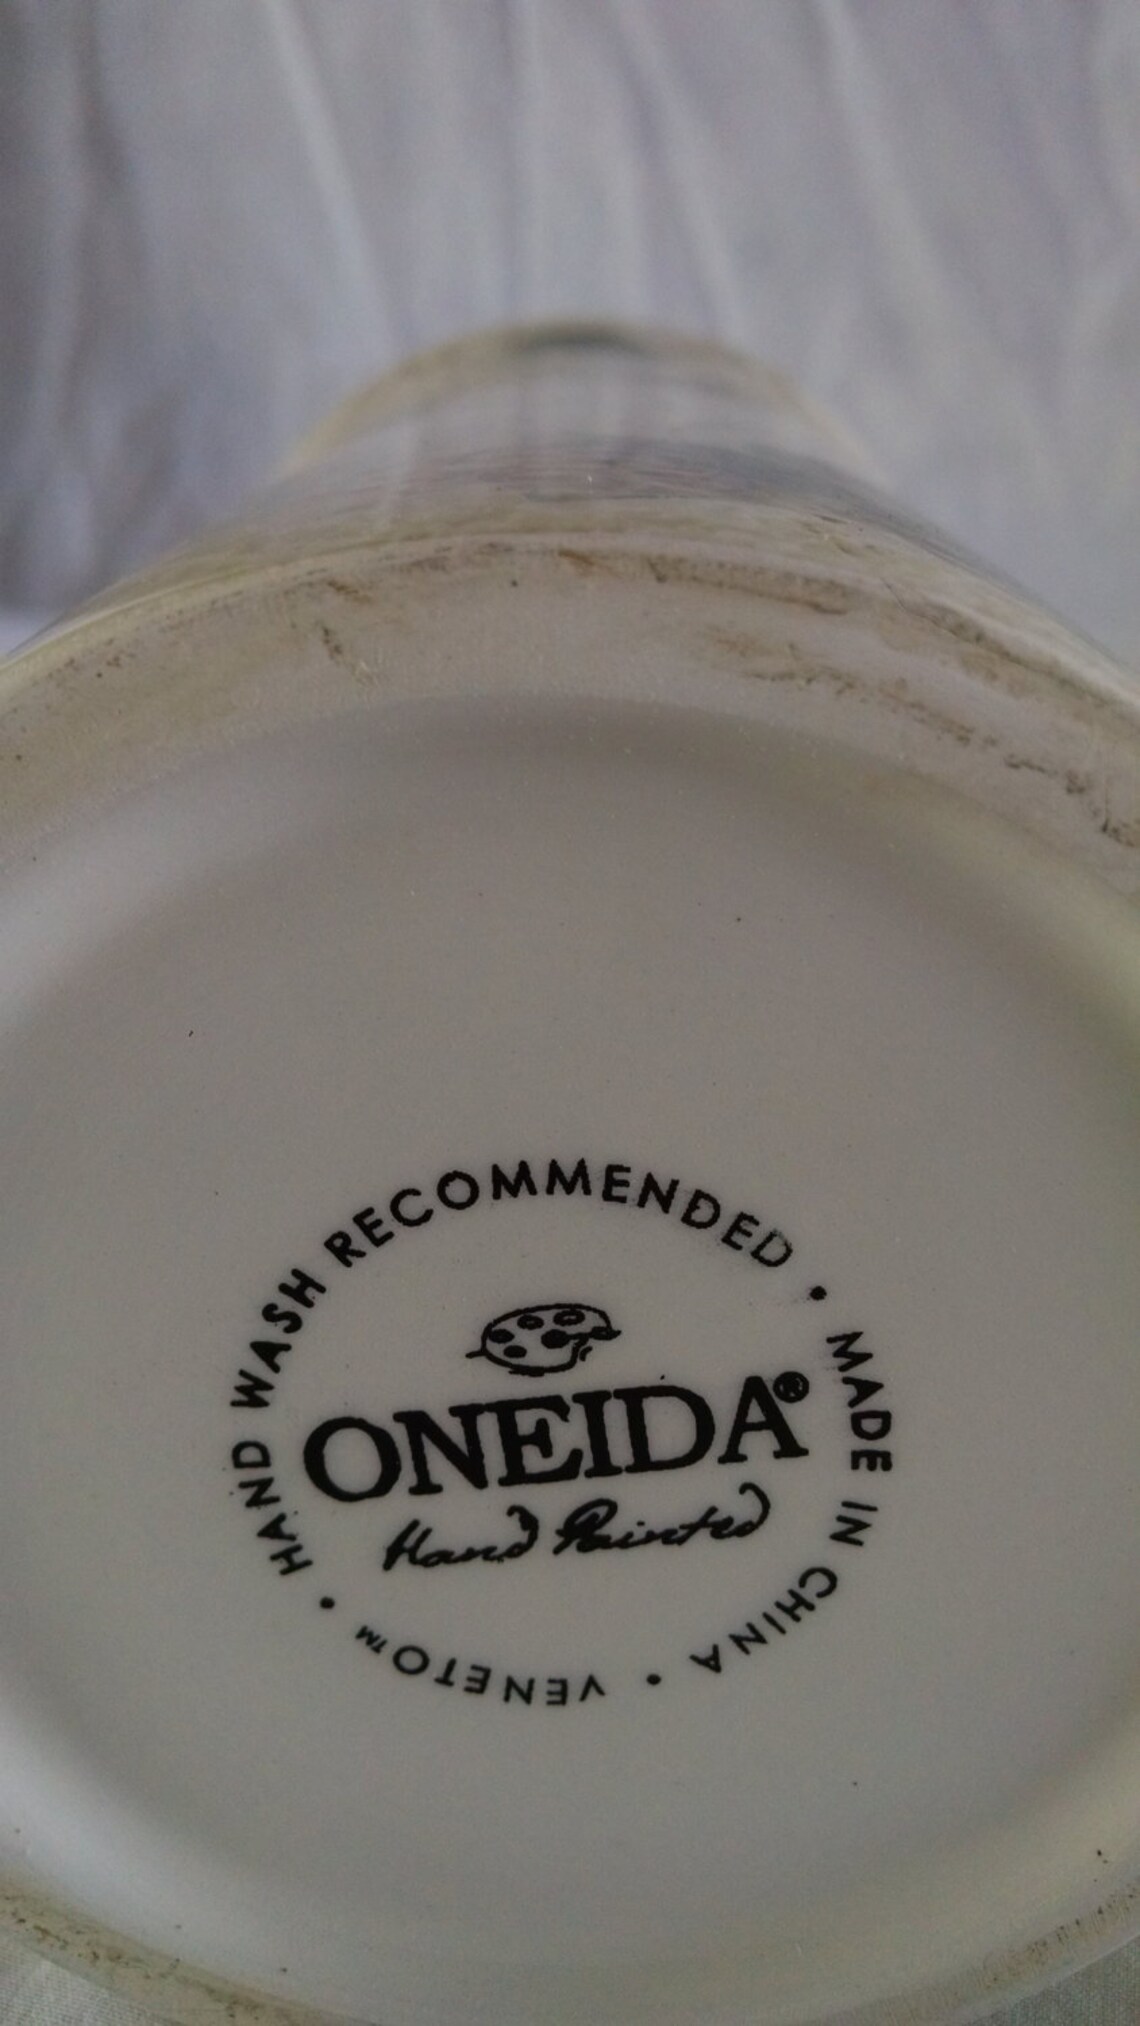 HAND WASH RECOMMENDED • MADE IN CHINA • VENETO™ •
ONEIDA®
Hand Painted